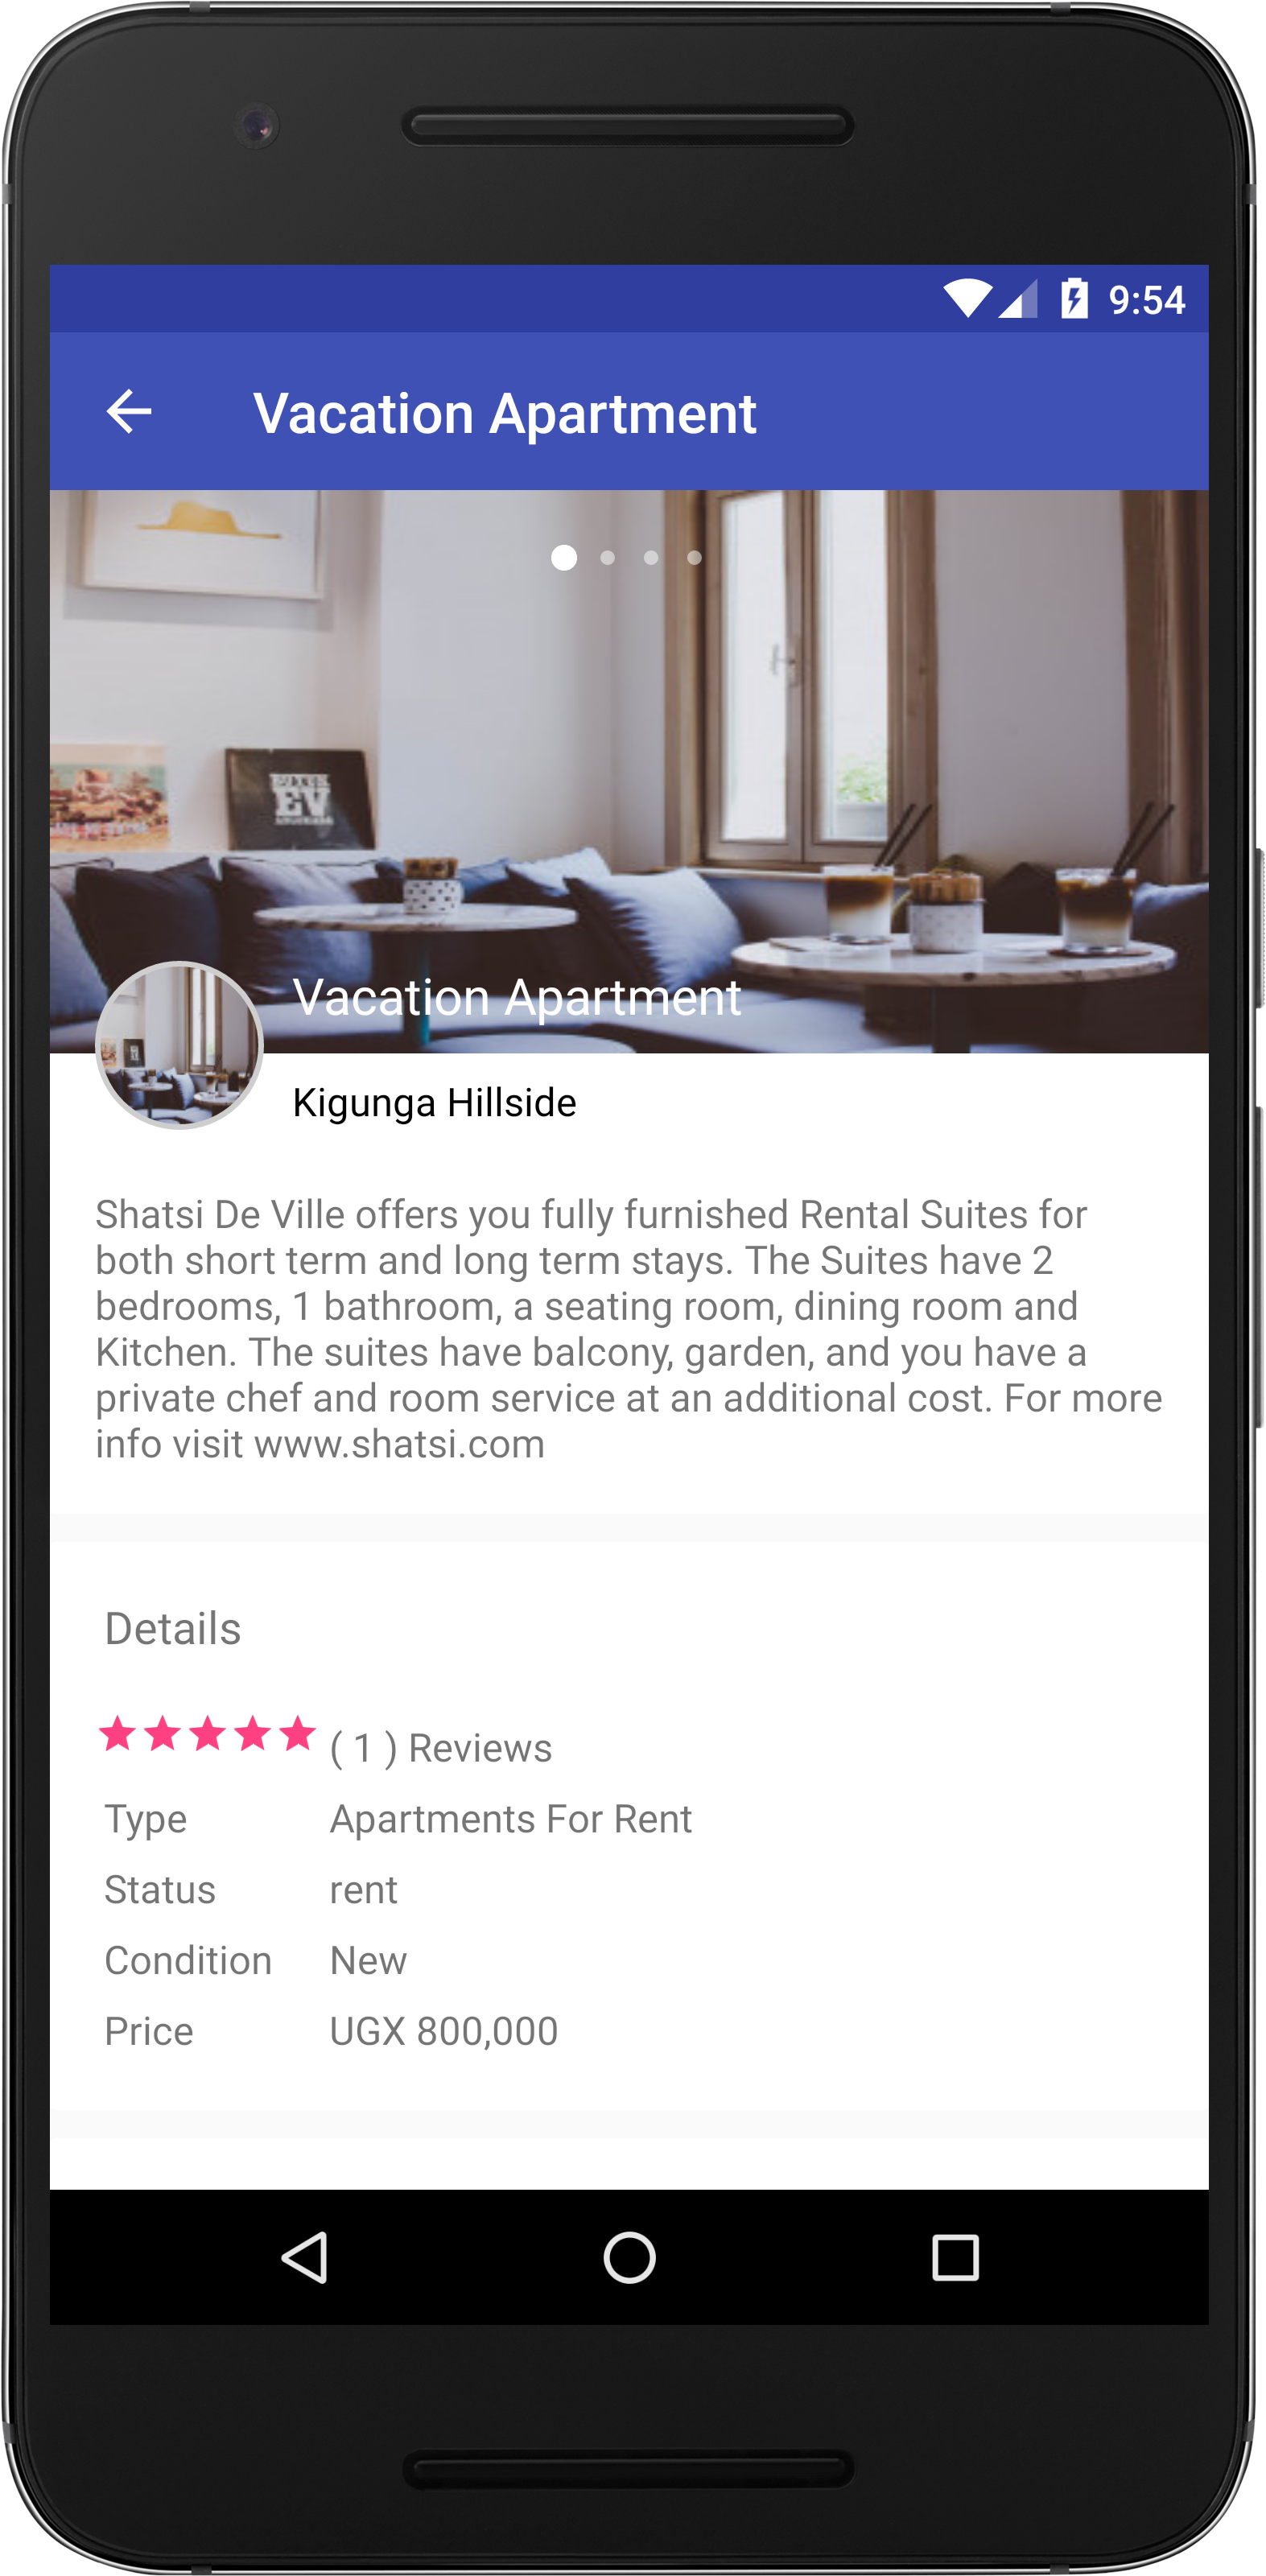 9:54
Vacation Apartment
EV
Vacation Apartment
Kigunga Hillside
Shatsi De Ville offers you fully furnished Rental Suites for
both short term and long term stays. The Suites have 2
bedrooms, 1 bathroom, a seating room, dining room and
Kitchen. The suites have balcony, garden, and you have a
private chef and room service at an additional cost. For more
info visit www.shatsi.com
Details
( 1 ) Reviews
Type Apartments For Rent
Status rent
Condition New
Price UGX 800,000